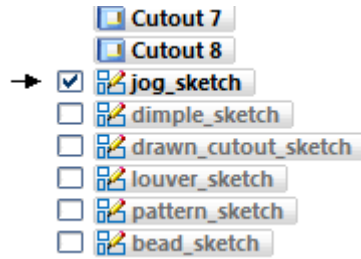 Cutout 7
Cutout 8
jog_sketch
dimple_sketch
drawn_cutout_sketch
louver_sketch
pattern_sketch
bead_sketch